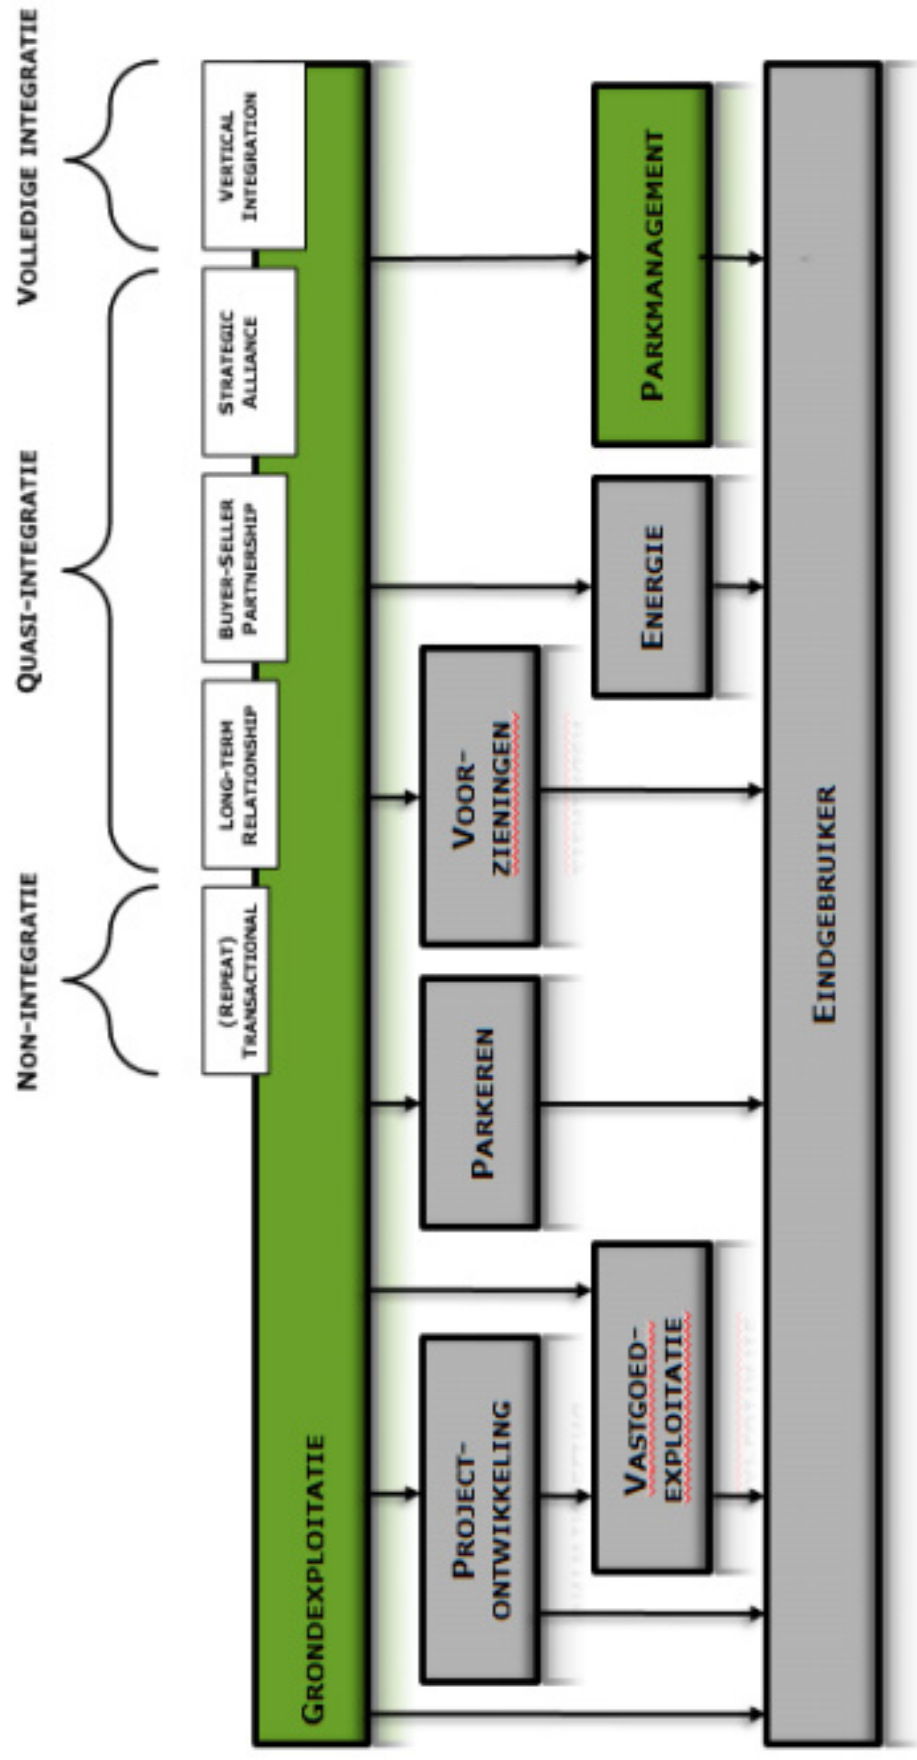 NON-INTEGRATIE
QUASI-INTEGRATIE
VOLLEDIGE INTEGRATIE
(REPEAT)
TRANSACTIONAL
LONG-TERM
RELATIONSHIP
BUYER-SELLER
PARTNERSHIP
STRATEGIC
ALLIANCE
VERTICAL
INTEGRATION
GRONDEXPLOITATIE
PROJECT-
ONTWIKKELING
PARKEREN
VOOR-
ZIENINGEN
VASTGOED-
EXPLOITATIE
ENERGIE
PARKMANAGEMENT
EINDGEBRUIKER